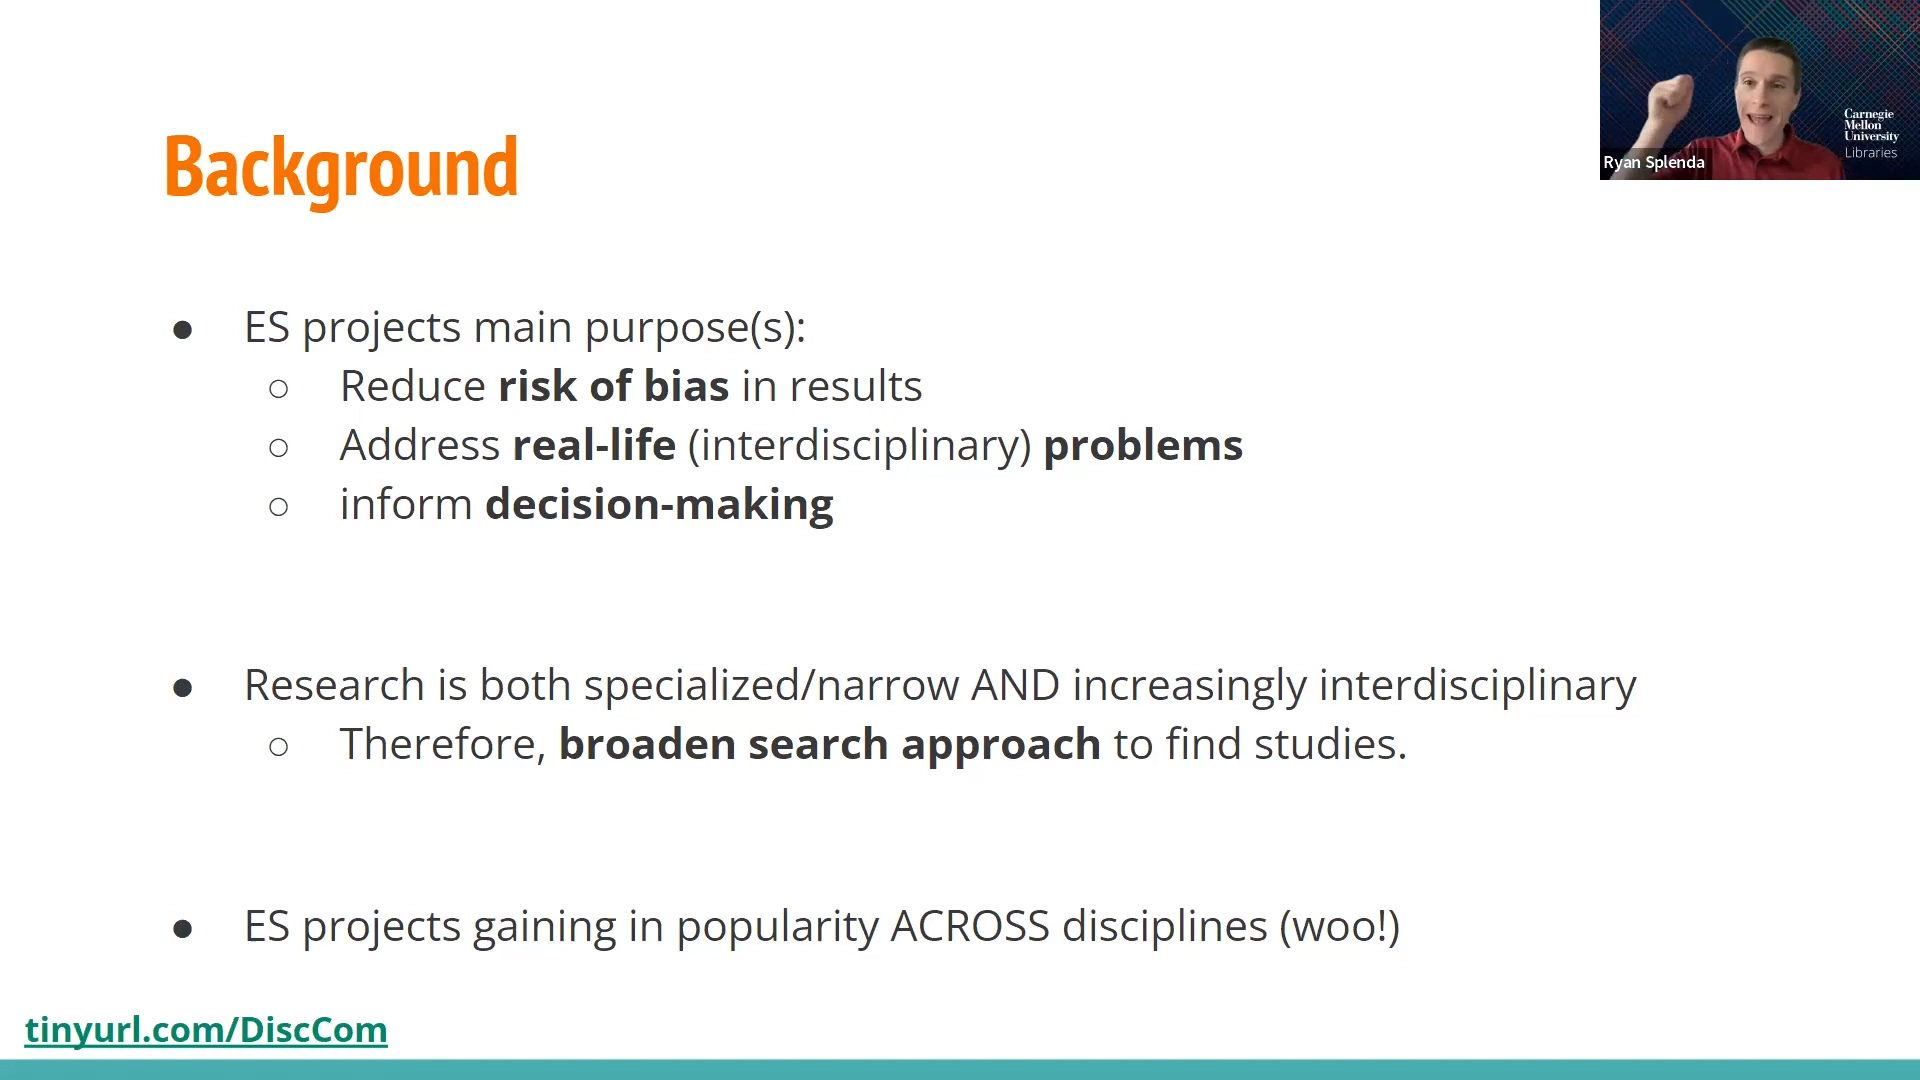 Background
● ES projects main purpose(s):
○ Reduce risk of bias in results
○ Address real-life (interdisciplinary) problems
○ inform decision-making
● Research is both specialized/narrow AND increasingly interdisciplinary
○ Therefore, broaden search approach to find studies.
● ES projects gaining in popularity ACROSS disciplines (woo!)
tinyurl.com/DiscCom
Carnegie
Mellon
University
Libraries
Ryan Splenda